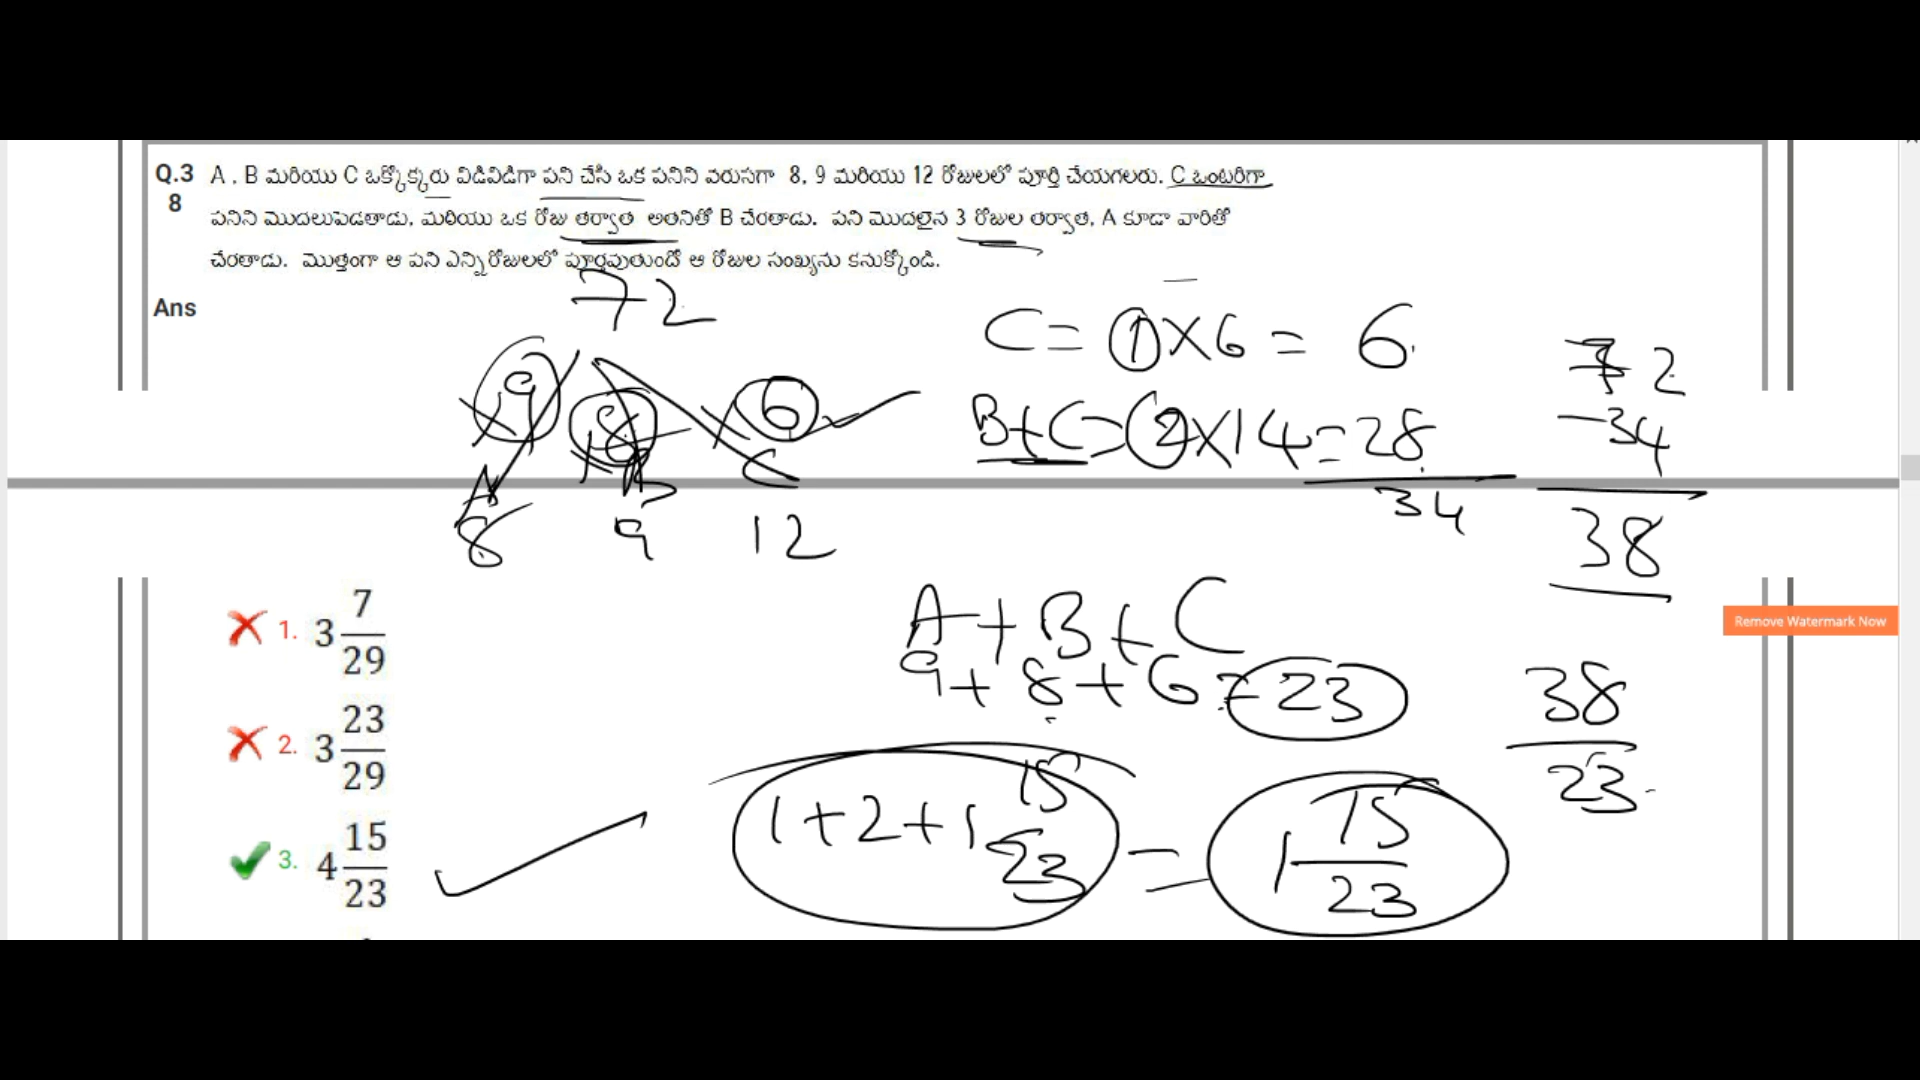 Q.3 A , B మరియు C ఒక్కొక్కరు విడివిడిగా పని చేసి ఒక పనిని వరుసగా 8, 9 మరియు 12 రోజులలో పూర్తి చేయగలరు. C ఒంటరిగా
8 పనిని మొదలుపెడతాడు, మరియు ఒక రోజు తర్వాత అతనితో B చేరతాడు. పని మొదలైన 3 రోజుల తర్వాత, A కూడా వారితో
చేరతాడు. మొత్తంగా ఆ పని ఎన్ని రోజులలో పూర్తవుతుందో ఆ రోజుల సంఖ్యను కనుక్కోండి.
Ans
72
9 8 6
A B C
8 9 12
C = 1 × 6 = 6
B+C = 2 × 14 = 28
34
72
-34
38
A + B + C
9 + 8 + 6 = 23
38/23
1+2+1 15/23 = 1 15/23
1. 3 7/29
2. 3 23/29
3. 4 15/23
Remove Watermark Now